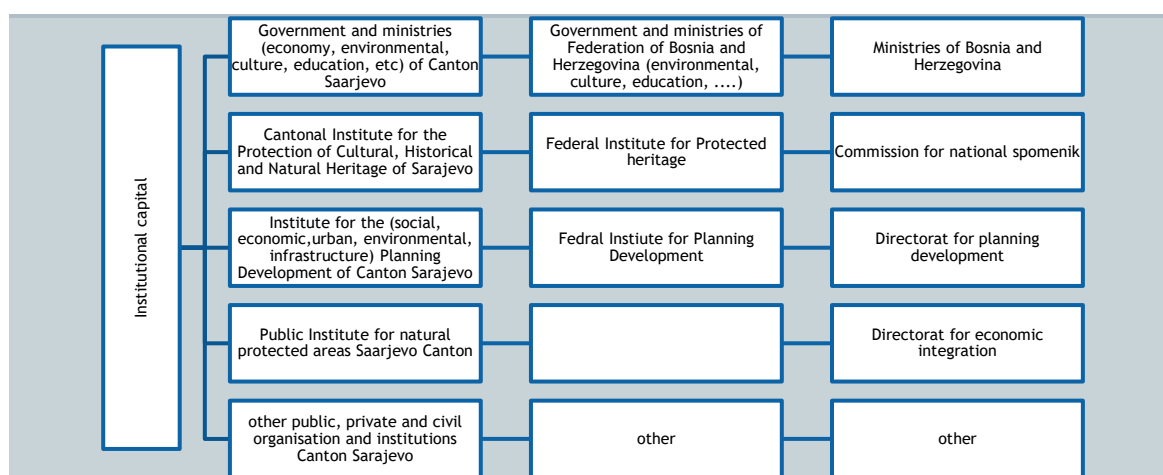 Institutional capital
Government and ministries
(economy, environmental,
culture, education, etc) of Canton
Saarjevo
Government and ministries of
Federation of Bosnia and
Herzegovina (environmental,
culture, education, ....)
Ministries of Bosnia and
Herzegovina
Cantonal Institute for the
Protection of Cultural, Historical
and Natural Heritage of Sarajevo
Federal Institute for Protected
heritage
Commission for national spomenik
Institute for the (social,
economic,urban, environmental,
infrastructure) Planning
Development of Canton Sarajevo
Fedral Instiute for Planning
Development
Directorat for planning
development
Public Institute for natural
protected areas Saarjevo Canton
Directorat for economic
integration
other public, private and civil
organisation and institutions
Canton Sarajevo
other
other